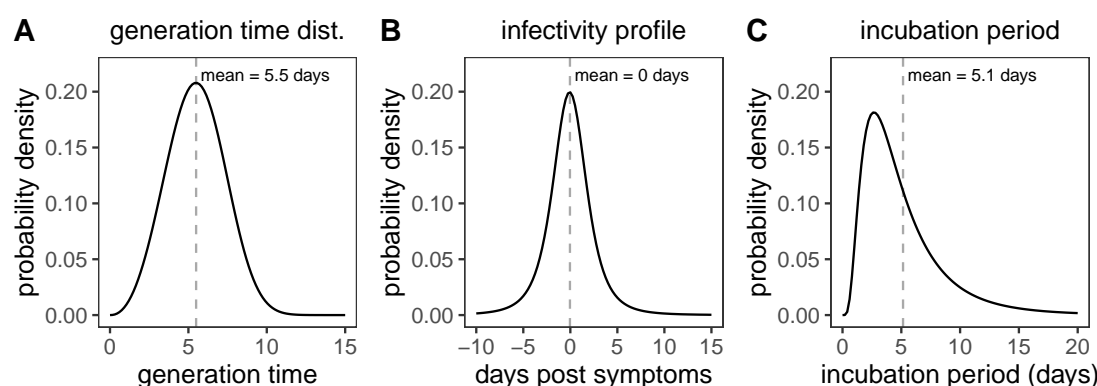 A generation time dist.
mean = 5.5 days
probability density
0.20
0.15
0.10
0.05
0.00
0 5 10 15
generation time
B infectivity profile
mean = 0 days
probability density
0.20
0.15
0.10
0.05
0.00
−10 −5 0 5 10 15
days post symptoms
C incubation period
mean = 5.1 days
probability density
0.20
0.15
0.10
0.05
0.00
0 5 10 15 20
incubation period (days)